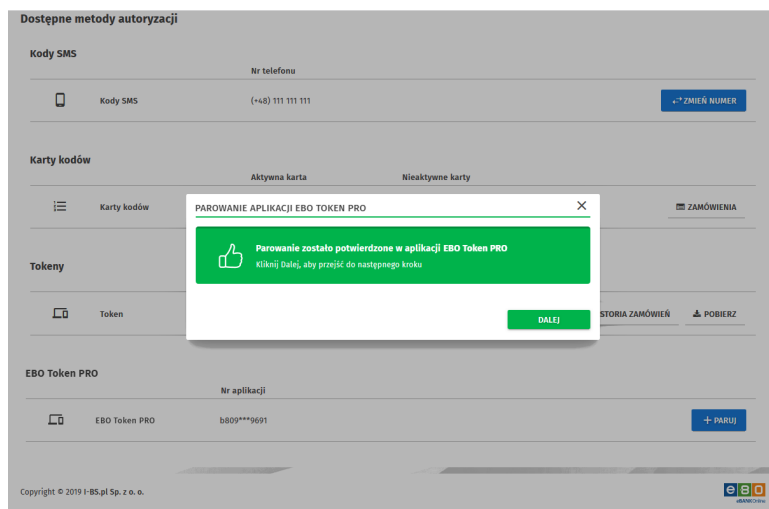 Dostępne metody autoryzacji
Kody SMS
Nr telefonu
Kody SMS
(+48) 111 111 111
ZMIEŃ NUMER
Karty kodów
Aktywna karta
Nieaktywne karty
Karty kodów
ZAMÓWIENIA
PAROWANIE APLIKACJI EBO TOKEN PRO
Parowanie zostało potwierdzone w aplikacji EBO Token PRO
Kliknij Dalej, aby przejść do następnego kroku
DALEJ
Tokeny
Token
STORIA ZAMÓWIEŃ
POBIERZ
EBO Token PRO
Nr aplikacji
EBO Token PRO
b809***9691
PARUJ
Copyright © 2019 I-BS.pl Sp. z o. o.
eBO
eBANK Online